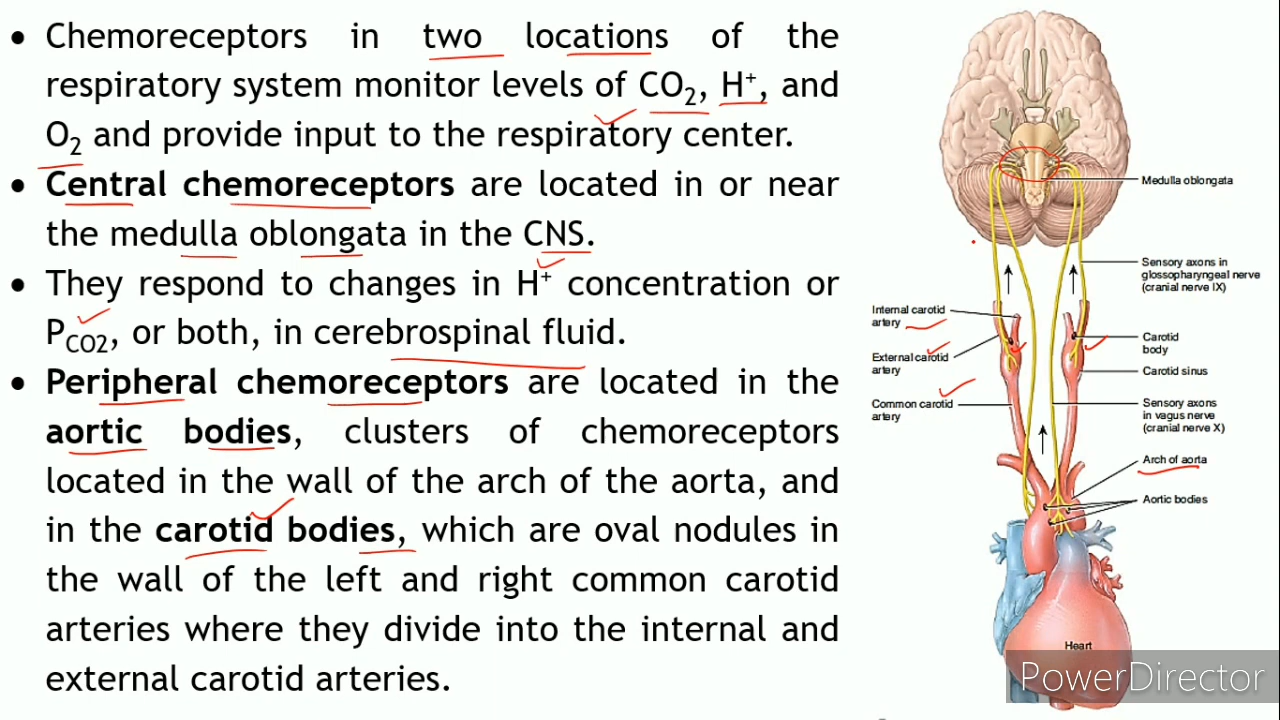 • Chemoreceptors in two locations of the
respiratory system monitor levels of CO₂, H⁺, and
O₂ and provide input to the respiratory center.
• Central chemoreceptors are located in or near
the medulla oblongata in the CNS.
• They respond to changes in H⁺ concentration or
P_CO2, or both, in cerebrospinal fluid.
• Peripheral chemoreceptors are located in the
aortic bodies, clusters of chemoreceptors
located in the wall of the arch of the aorta, and
in the carotid bodies, which are oval nodules in
the wall of the left and right common carotid
arteries where they divide into the internal and
external carotid arteries.
Medulla oblongata
Sensory axons in
glossopharyngeal nerve
(cranial nerve IX)
Internal carotid
artery
External carotid
artery
Common carotid
artery
Carotid
body
Carotid sinus
Sensory axons
in vagus nerve
(cranial nerve X)
Arch of aorta
Aortic bodies
Heart
PowerDirector